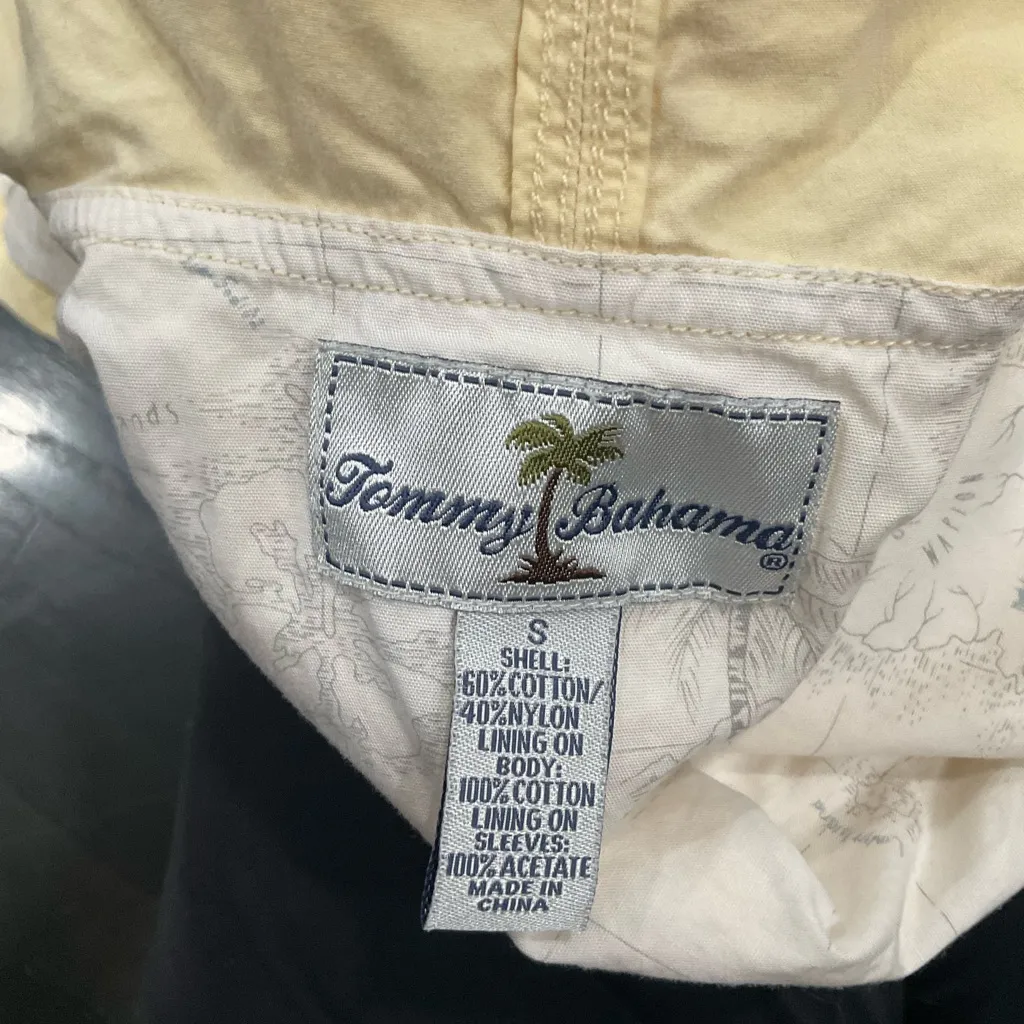 Tommy Bahama®
S
SHELL:
60%COTTON/
40%NYLON
LINING ON
BODY:
100%COTTON
LINING ON
SLEEVES:
100%ACETATE
MADE IN
CHINA